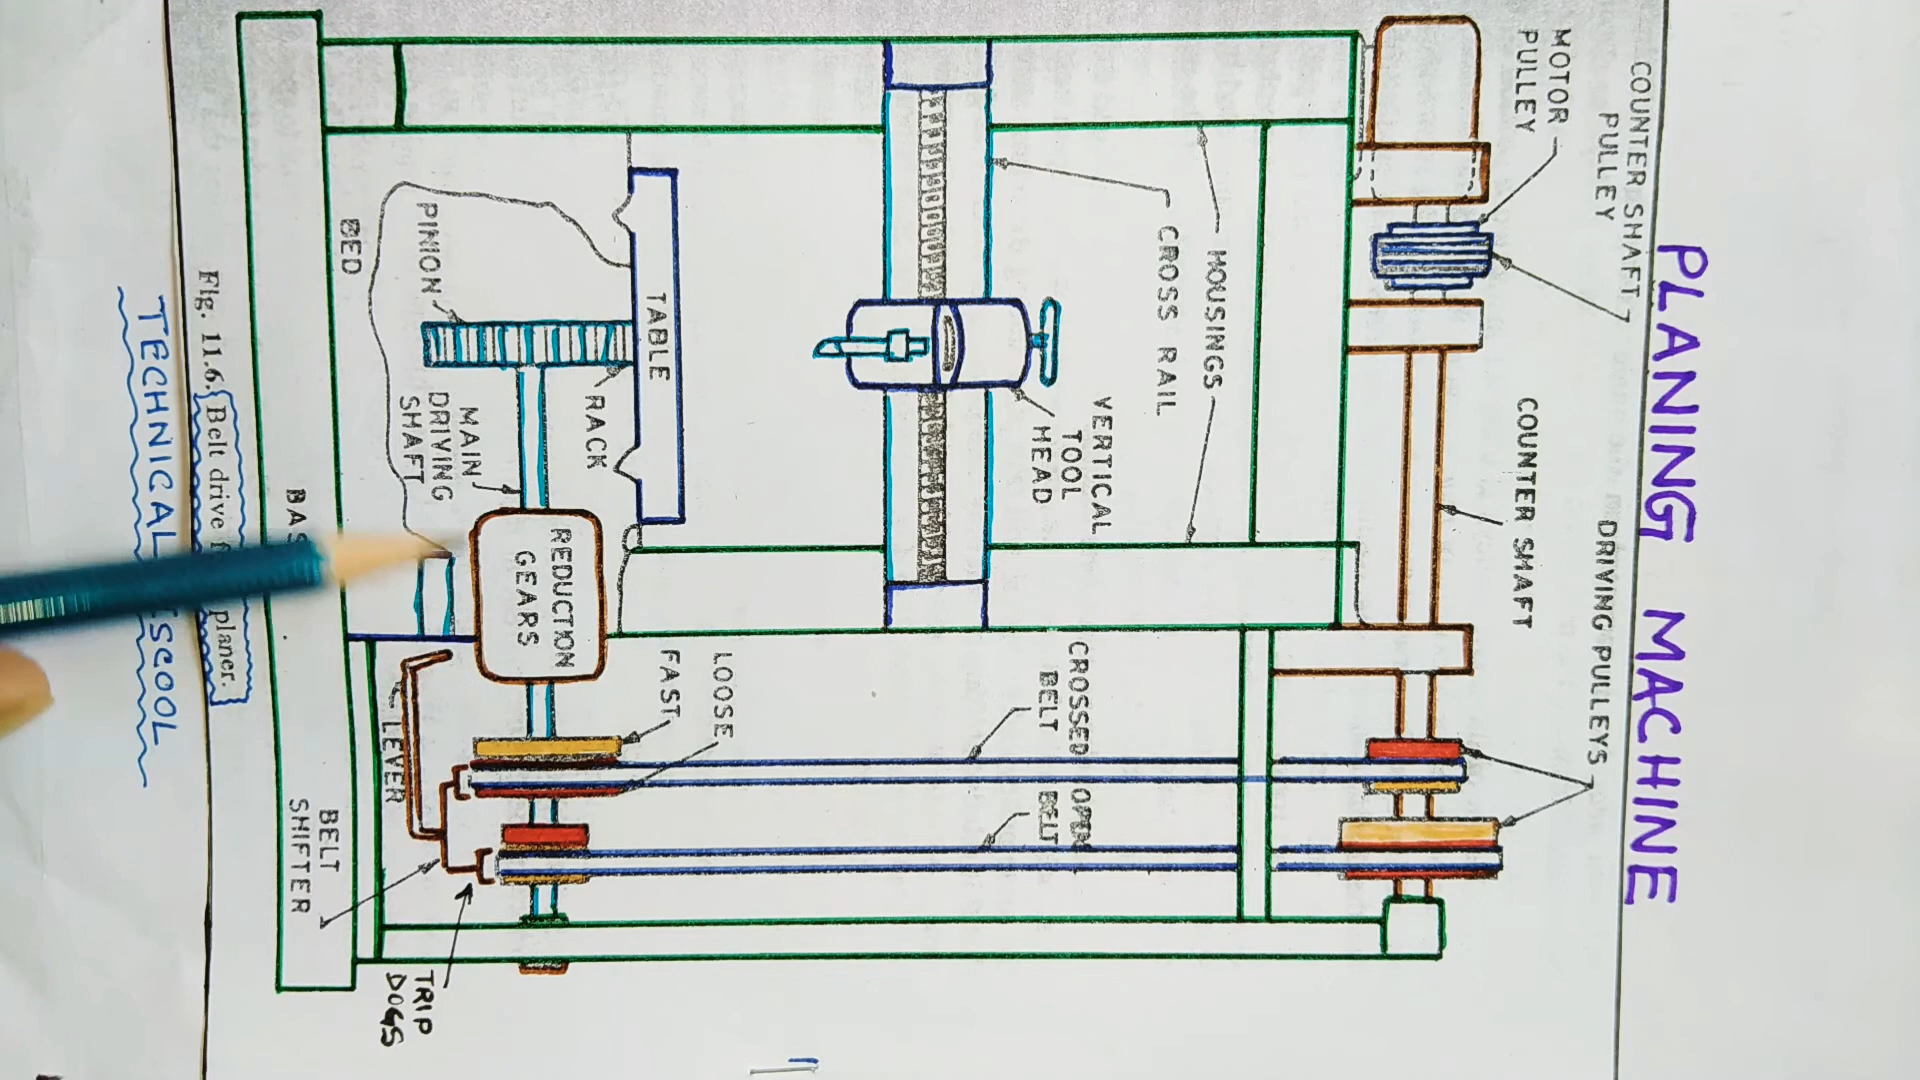 PLANING MACHINE
COUNTER SHAFT
PULLEY
MOTOR
PULLEY
COUNTER SHAFT
DRIVING PULLEYS
HOUSINGS
CROSS RAIL
VERTICAL
TOOL
HEAD
CROSSED
BELT
OPEN
BELT
TABLE
RACK
PINION
MAIN
DRIVING
SHAFT
REDUCTION
GEARS
LOOSE
FAST
LEVER
BED
BELT
SHIFTER
TRIP
DOGS
Fig. 11.6. Belt drive planer.
TECHNICAL